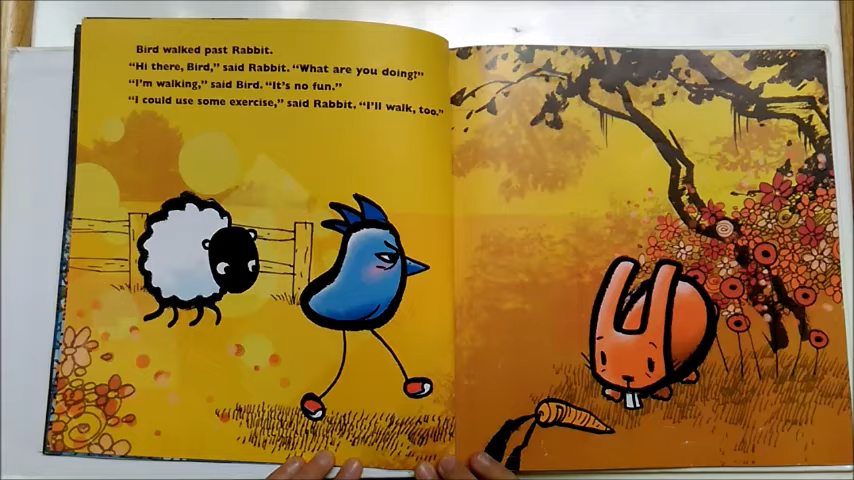 Bird walked past Rabbit.
“Hi there, Bird,” said Rabbit. “What are you doing?”
“I’m walking,” said Bird. “It’s no fun.”
“I could use some exercise,” said Rabbit. “I’ll walk, too.”